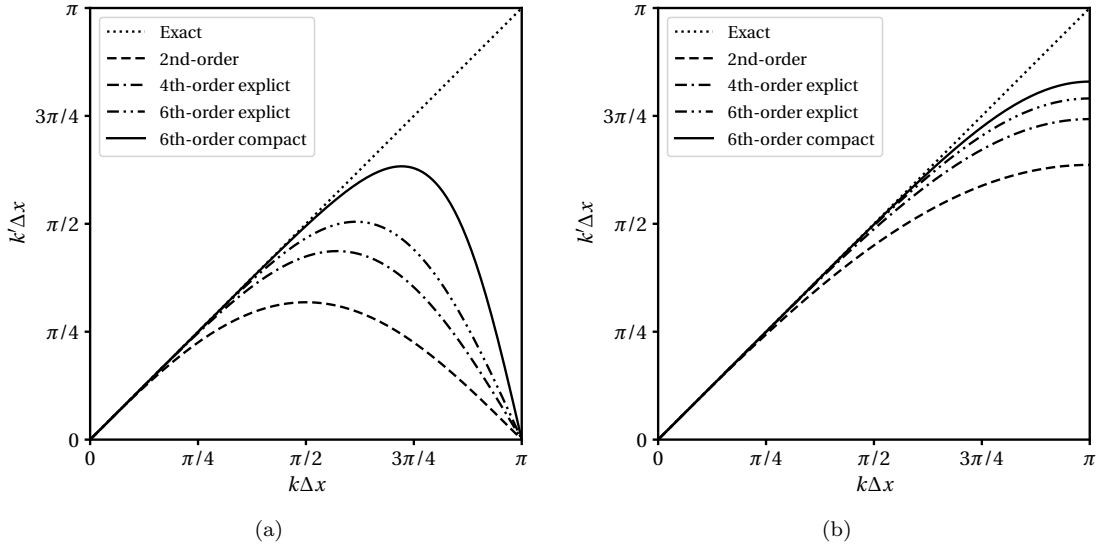 π
3π/4
π/2
π/4
0
k′Δx
Exact
2nd-order
4th-order explict
6th-order explict
6th-order compact
0
π/4
π/2
3π/4
π
kΔx
(a)
π
3π/4
π/2
π/4
0
k′Δx
Exact
2nd-order
4th-order explict
6th-order explict
6th-order compact
0
π/4
π/2
3π/4
π
kΔx
(b)